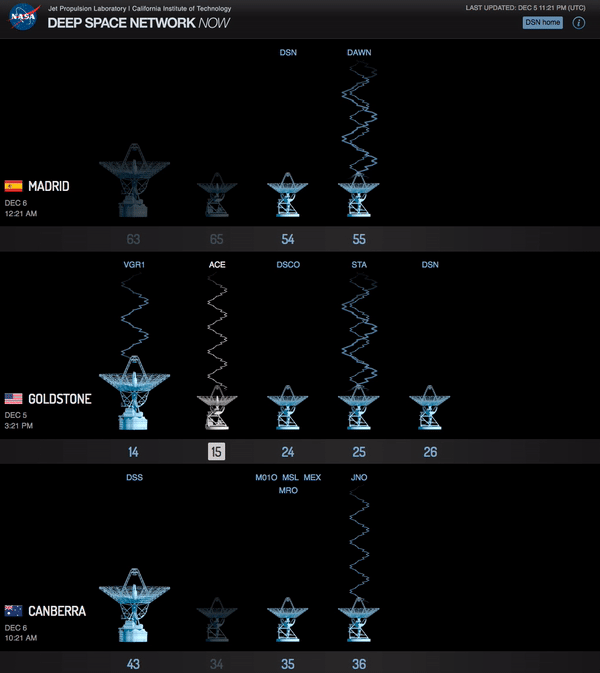 NASA
Jet Propulsion Laboratory | California Institute of Technology
LAST UPDATED: DEC 5 11:21 PM (UTC)
DEEP SPACE NETWORK NOW
DSN home
i
DSN DAWN
MADRID
DEC 6
12:21 AM
63 65 54 55
VGR1 ACE DSCO STA DSN
GOLDSTONE
DEC 5
3:21 PM
14 15 24 25 26
DSS M01O MSL MEX JNO
MRO
CANBERRA
DEC 6
10:21 AM
43 34 35 36